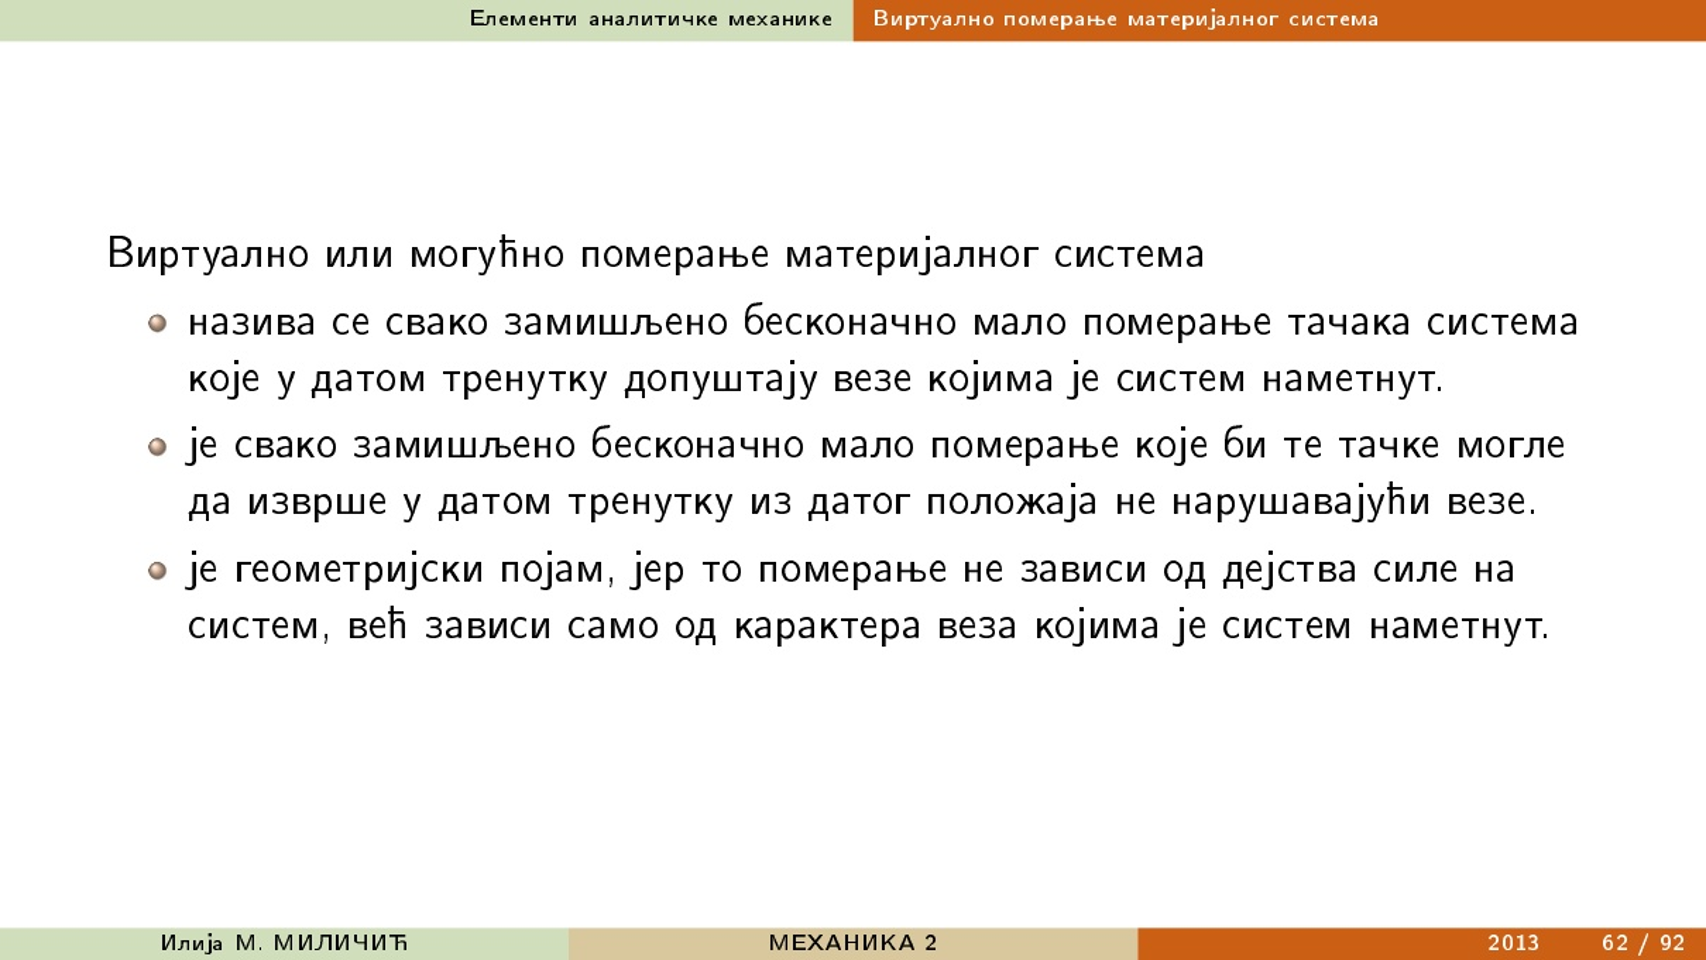 Елементи аналитичке механике
Виртуално померање материјалног система
Виртуално или могућно померање материјалног система
назива се свако замишљено бесконачно мало померање тачака система
које у датом тренутку допуштају везе којима је систем наметнут.
је свако замишљено бесконачно мало померање које би те тачке могле
да изврше у датом тренутку из датог положаја не нарушавајући везе.
је геометријски појам, јер то померање не зависи од дејства силе на
систем, већ зависи само од карактера веза којима је систем наметнут.
Илија М. МИЛИЧИЋ
МЕХАНИКА 2
2013 62 / 92